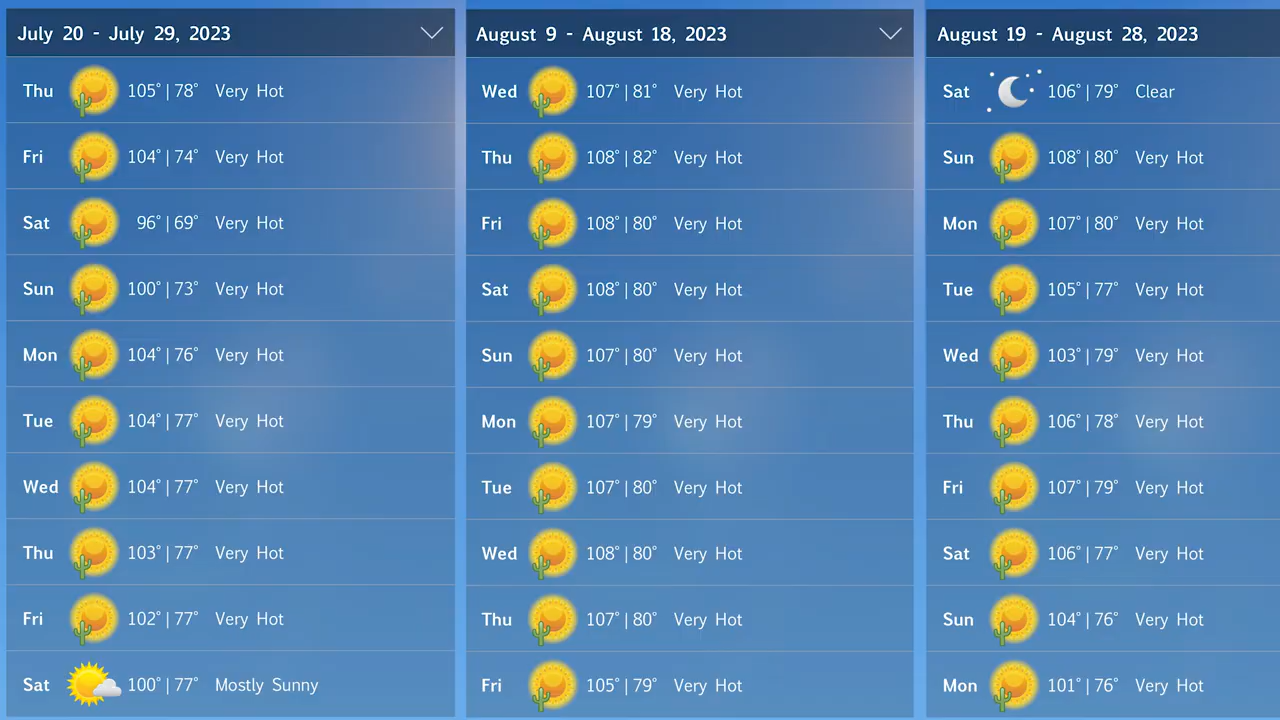 July 20 - July 29, 2023
Thu 105° | 78° Very Hot
Fri 104° | 74° Very Hot
Sat 96° | 69° Very Hot
Sun 100° | 73° Very Hot
Mon 104° | 76° Very Hot
Tue 104° | 77° Very Hot
Wed 104° | 77° Very Hot
Thu 103° | 77° Very Hot
Fri 102° | 77° Very Hot
Sat 100° | 77° Mostly Sunny
August 9 - August 18, 2023
Wed 107° | 81° Very Hot
Thu 108° | 82° Very Hot
Fri 108° | 80° Very Hot
Sat 108° | 80° Very Hot
Sun 107° | 80° Very Hot
Mon 107° | 79° Very Hot
Tue 107° | 80° Very Hot
Wed 108° | 80° Very Hot
Thu 107° | 80° Very Hot
Fri 105° | 79° Very Hot
August 19 - August 28, 2023
Sat 106° | 79° Clear
Sun 108° | 80° Very Hot
Mon 107° | 80° Very Hot
Tue 105° | 77° Very Hot
Wed 103° | 79° Very Hot
Thu 106° | 78° Very Hot
Fri 107° | 79° Very Hot
Sat 106° | 77° Very Hot
Sun 104° | 76° Very Hot
Mon 101° | 76° Very Hot